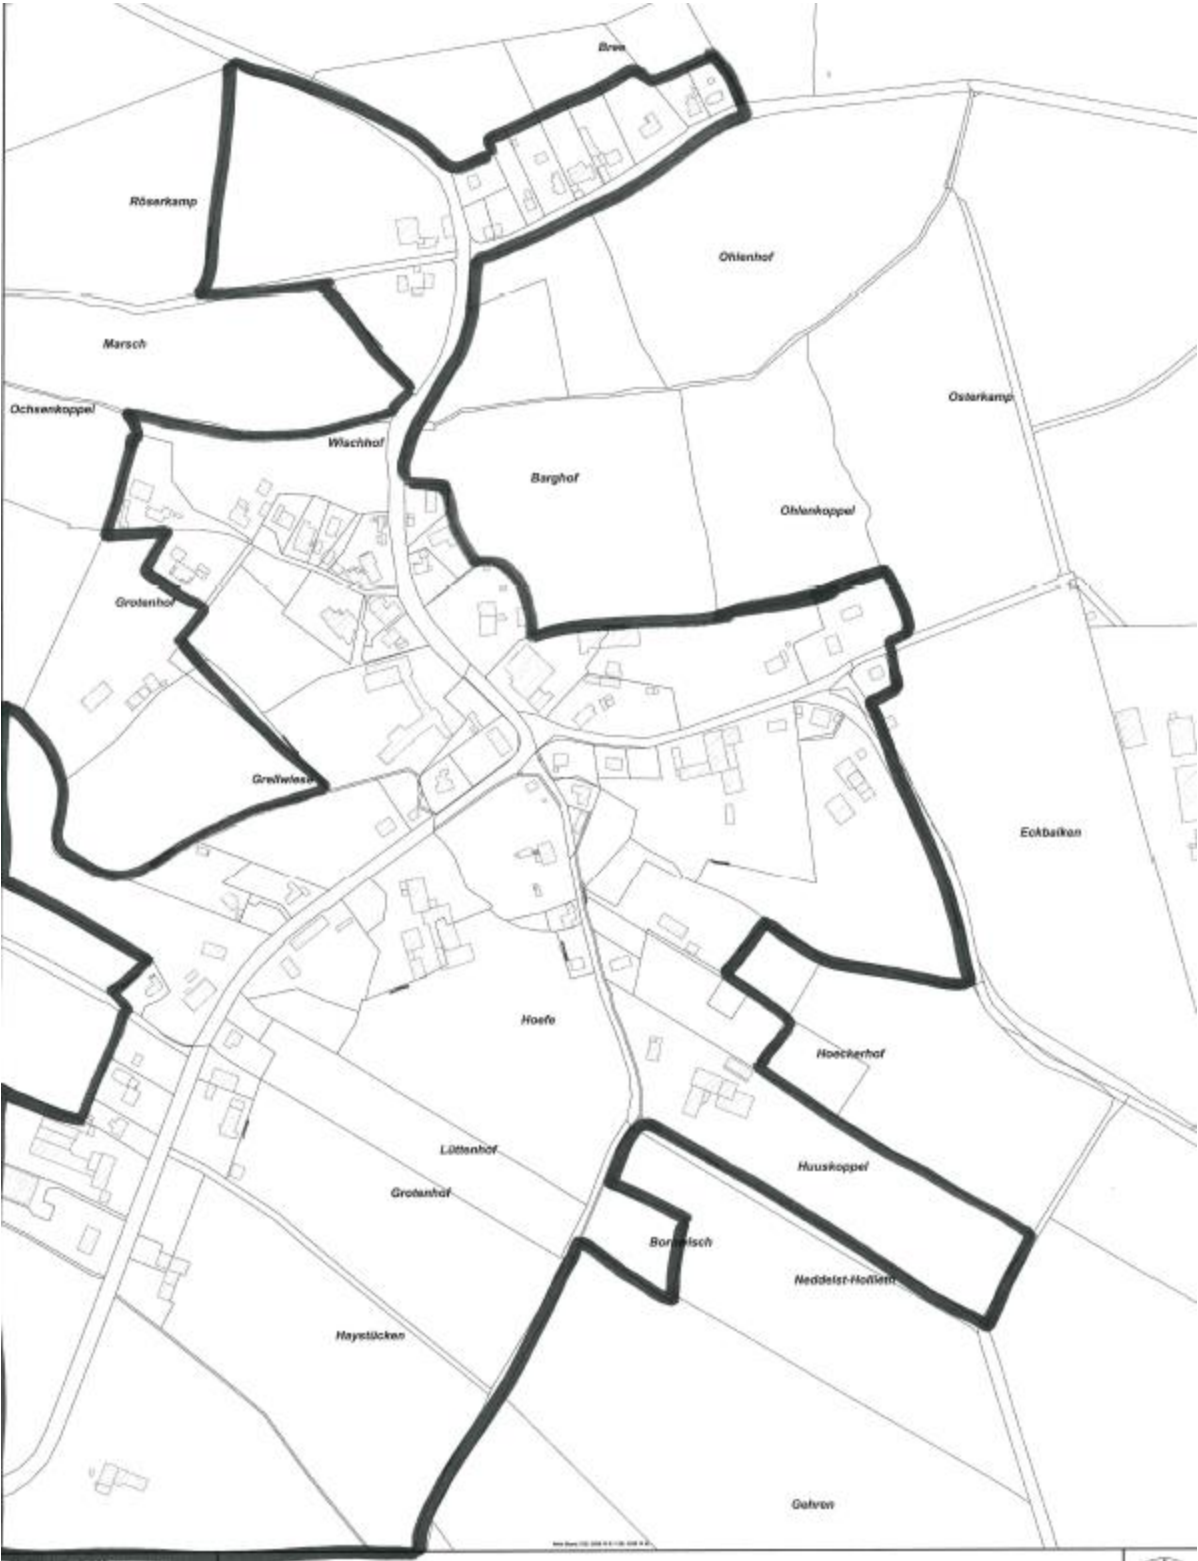 Bree
Röserkamp
Ohlenhof
Marsch
Osterkamp
Ochsenkoppel
Wischhof
Barghof
Ohlenkoppel
Grotenhof
Grellwiese
Eckbalken
Hoefe
Hoeckerhof
Lüttenhof
Huuskoppel
Grotenhof
Neddelst-Hollieth
Haystücken
Gehren